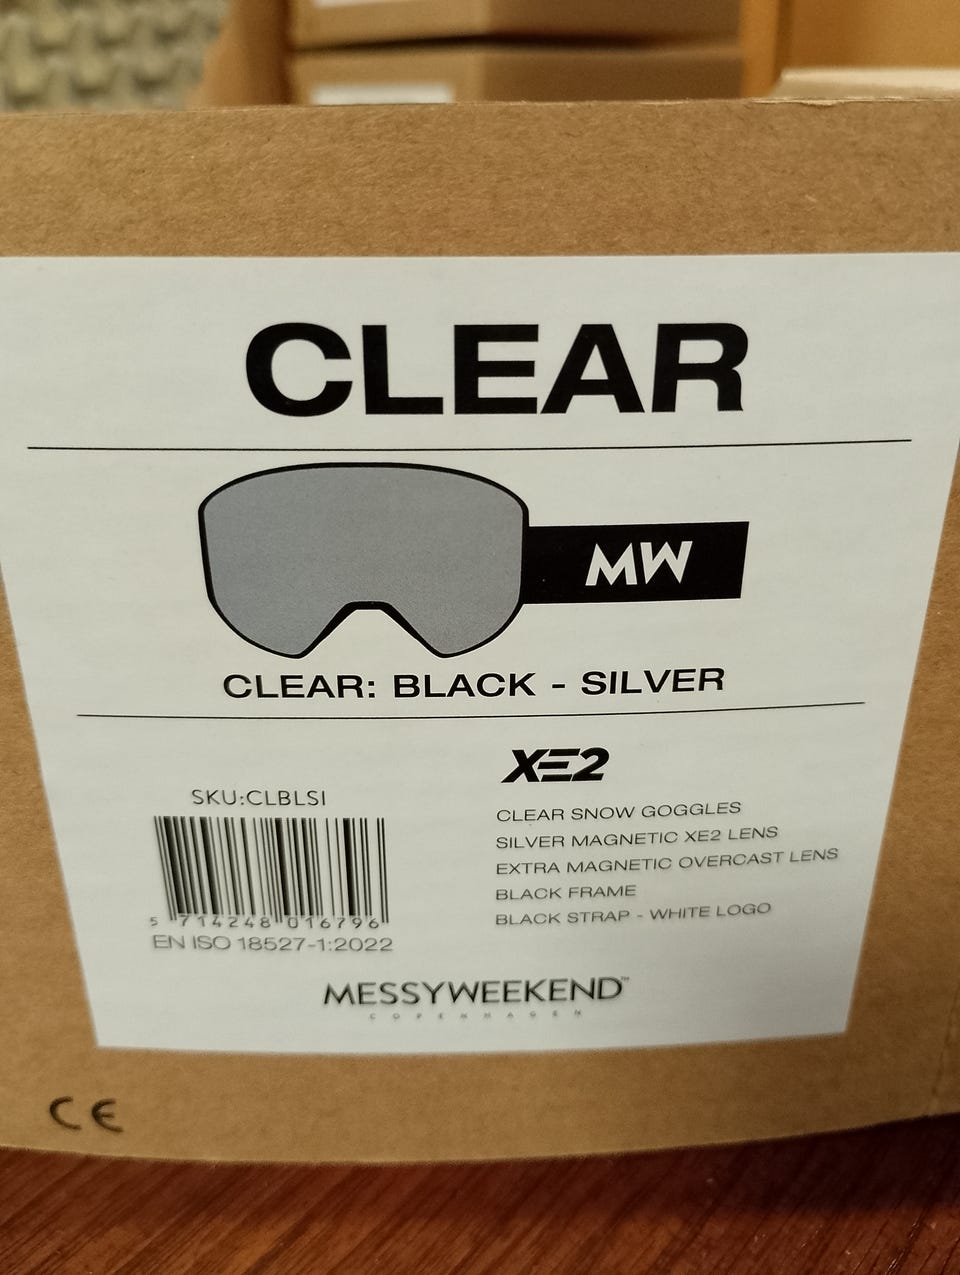 CLEAR
MW
CLEAR: BLACK - SILVER
XE2
CLEAR SNOW GOGGLES
SILVER MAGNETIC XE2 LENS
EXTRA MAGNETIC OVERCAST LENS
BLACK FRAME
BLACK STRAP - WHITE LOGO
SKU:CLBLSI
5 714248 016796
EN ISO 18527-1:2022
MESSYWEEKEND™
COPENHAGEN
CE